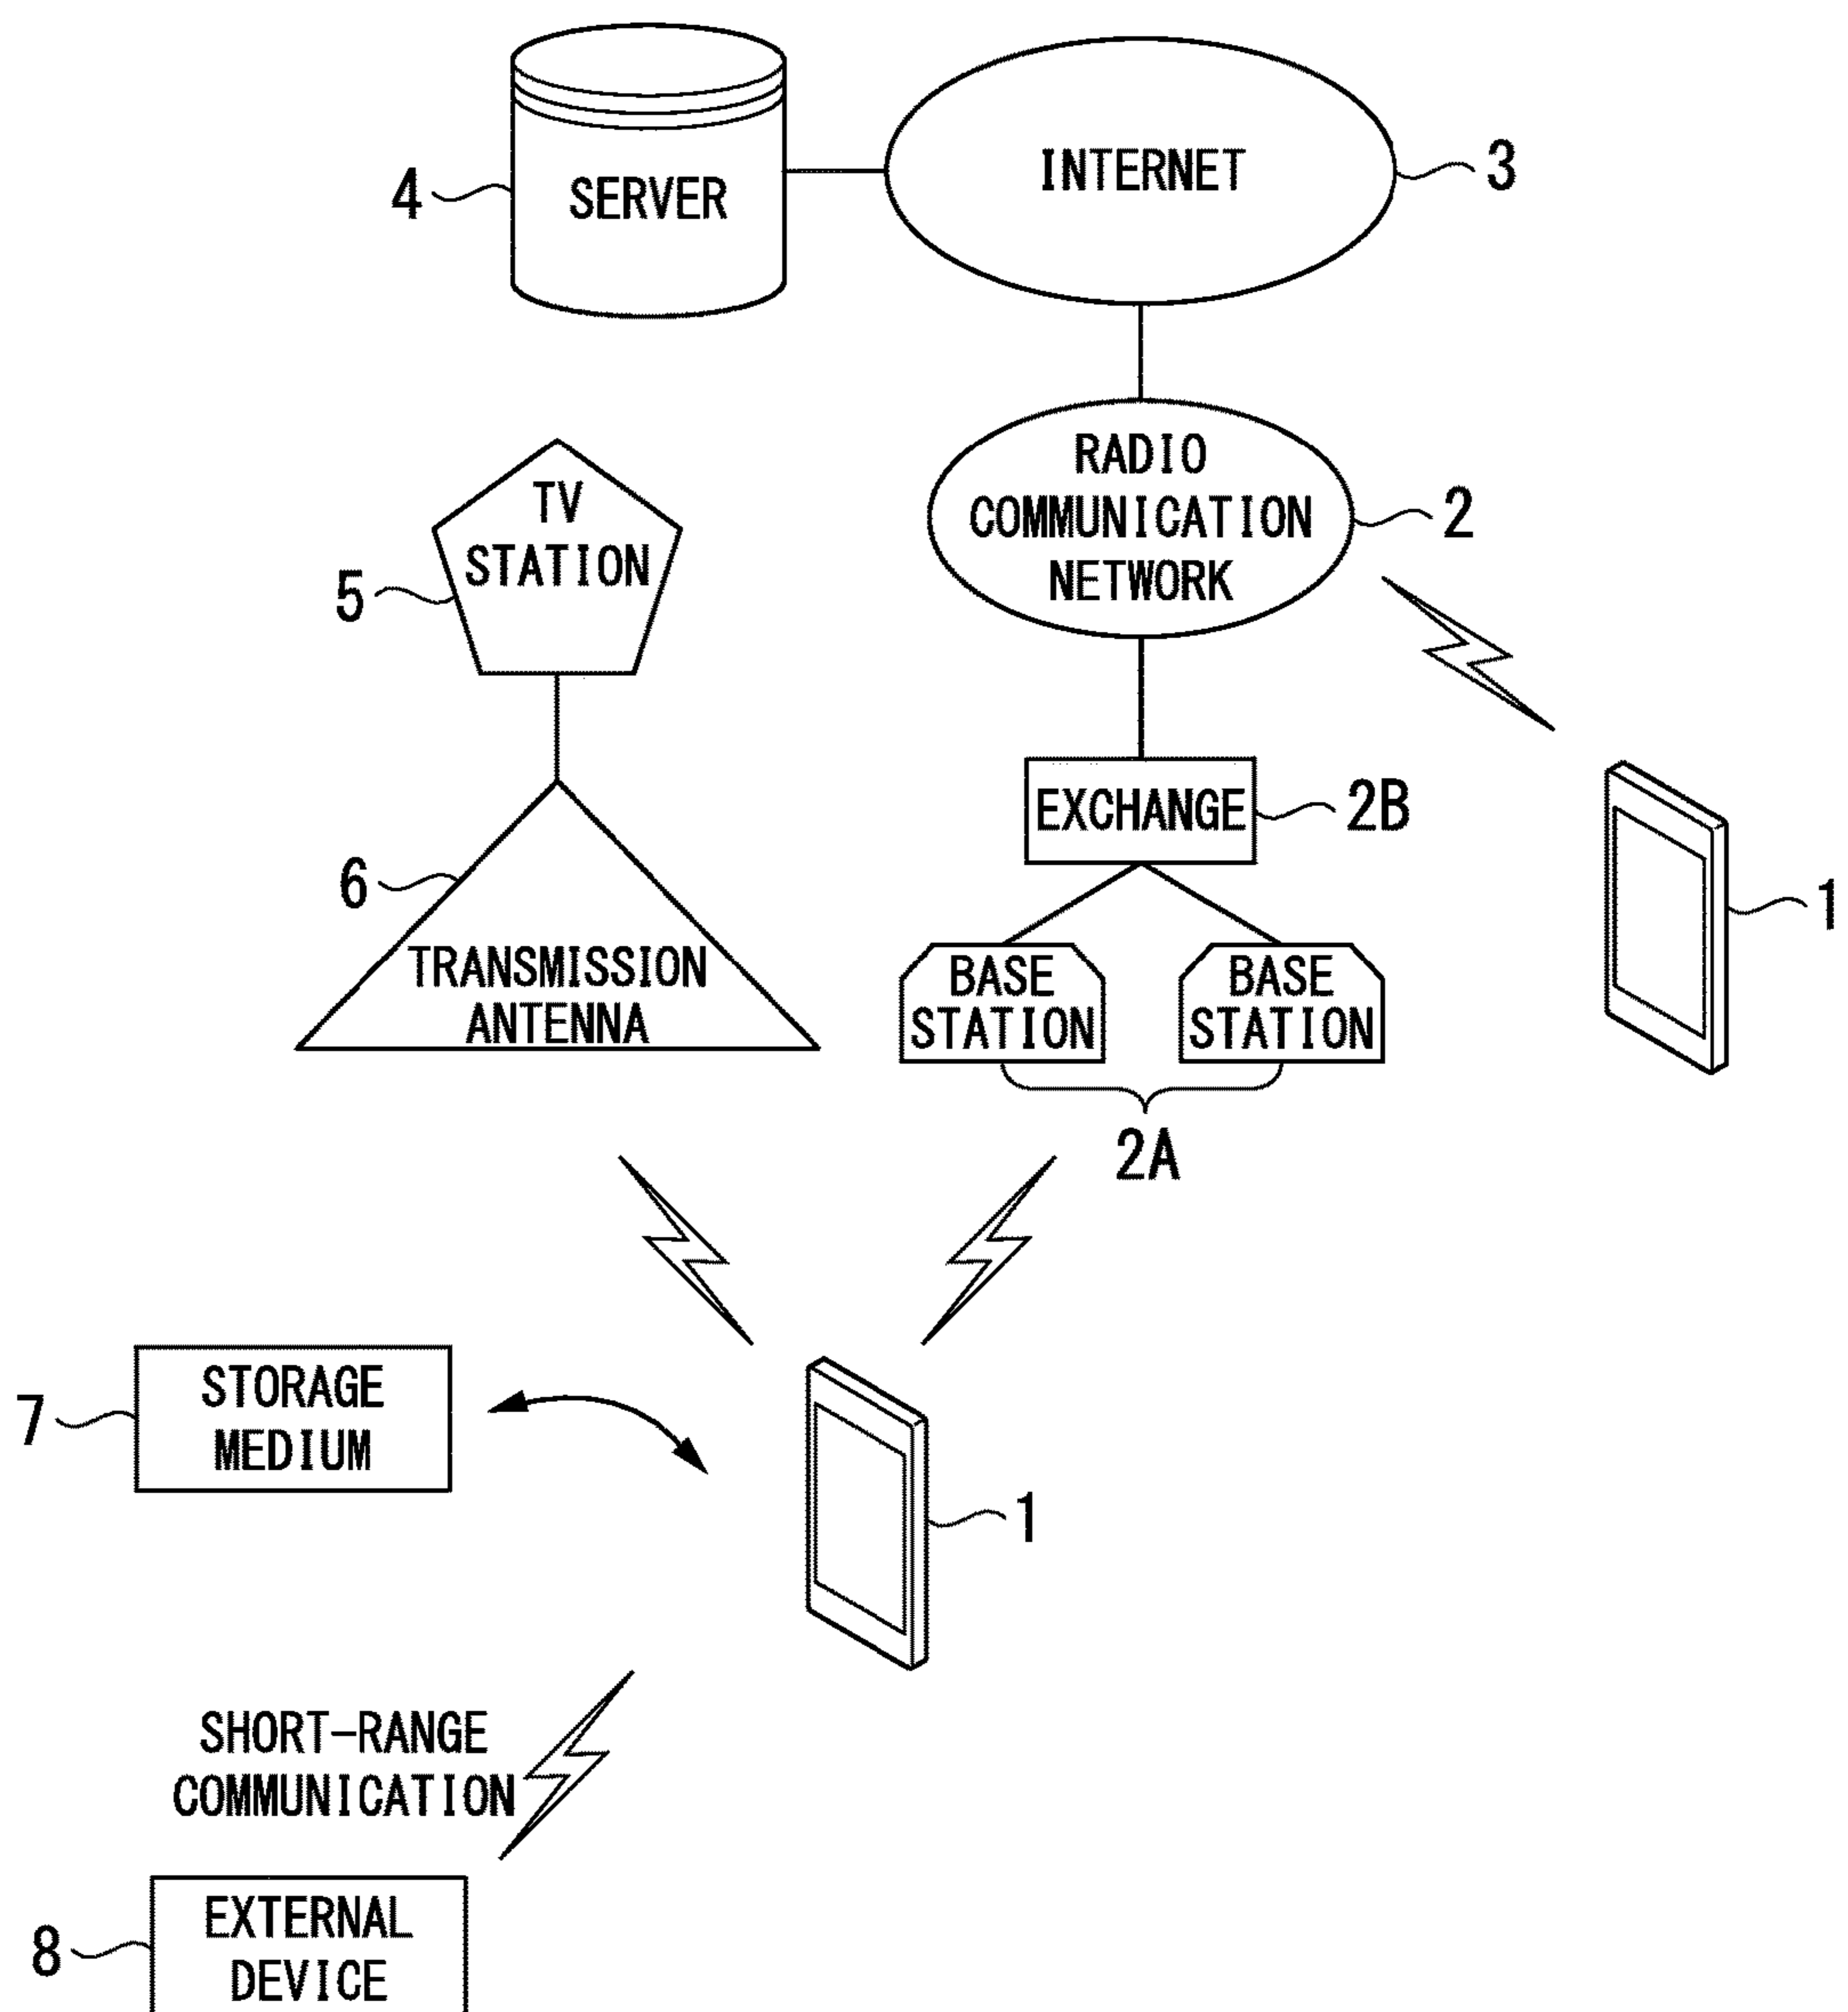 SERVER
4
INTERNET
3
RADIO
COMMUNICATION
NETWORK
2
TV
STATION
5
EXCHANGE
2B
1
6
TRANSMISSION
ANTENNA
BASE
STATION
BASE
STATION
2A
STORAGE
MEDIUM
7
1
SHORT-RANGE
COMMUNICATION
EXTERNAL
DEVICE
8